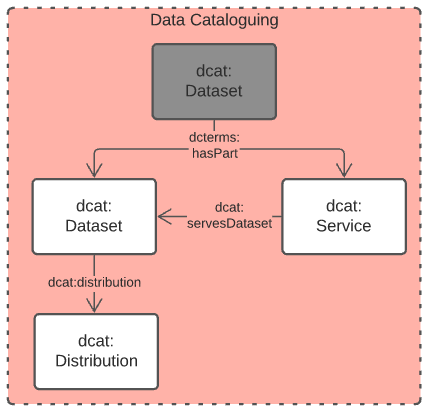 Data Cataloguing
dcat:
Dataset
dcterms:
hasPart
dcat:
Dataset
dcat:
servesDataset
dcat:
Service
dcat:distribution
dcat:
Distribution